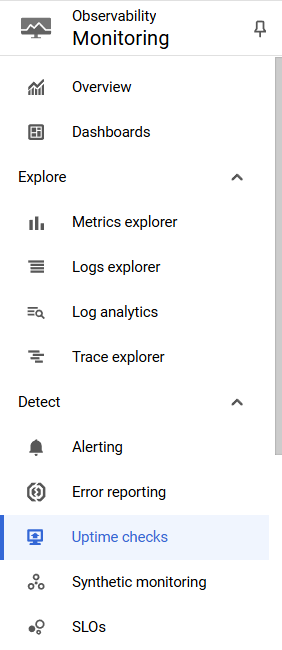 Observability
Monitoring
Overview
Dashboards
Explore
Metrics explorer
Logs explorer
Log analytics
Trace explorer
Detect
Alerting
Error reporting
Uptime checks
Synthetic monitoring
SLOs